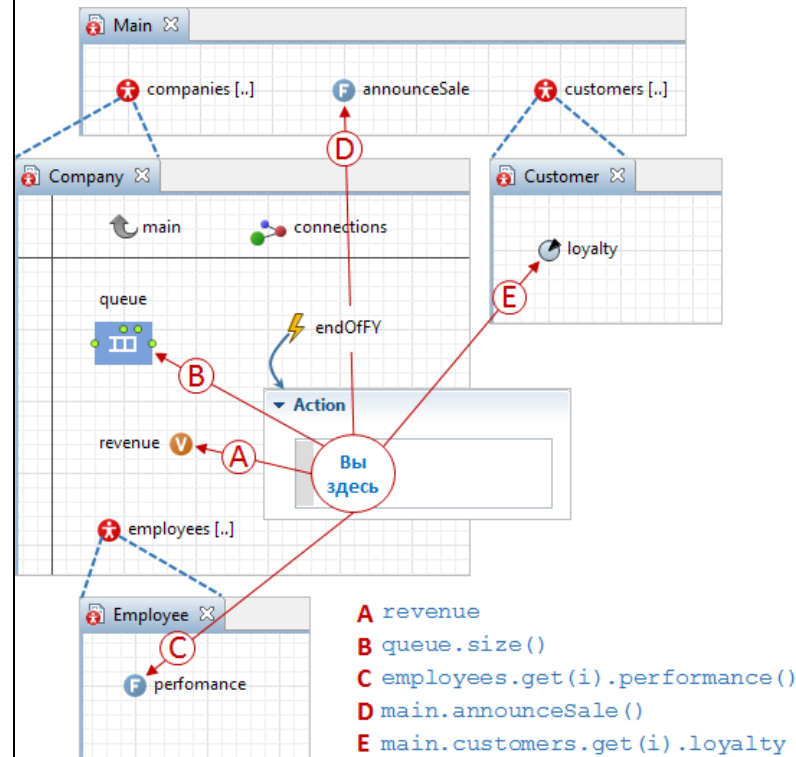 Main
companies [..]
announceSale
customers [..]
D
Company
Customer
main
connections
loyalty
queue
E
endOfFY
B
Action
revenue
V
A
Вы
здесь
employees [..]
Employee
C
F
perfomance
F
A revenue
B queue.size()
C employees.get(i).performance()
D main.announceSale()
E main.customers.get(i).loyalty